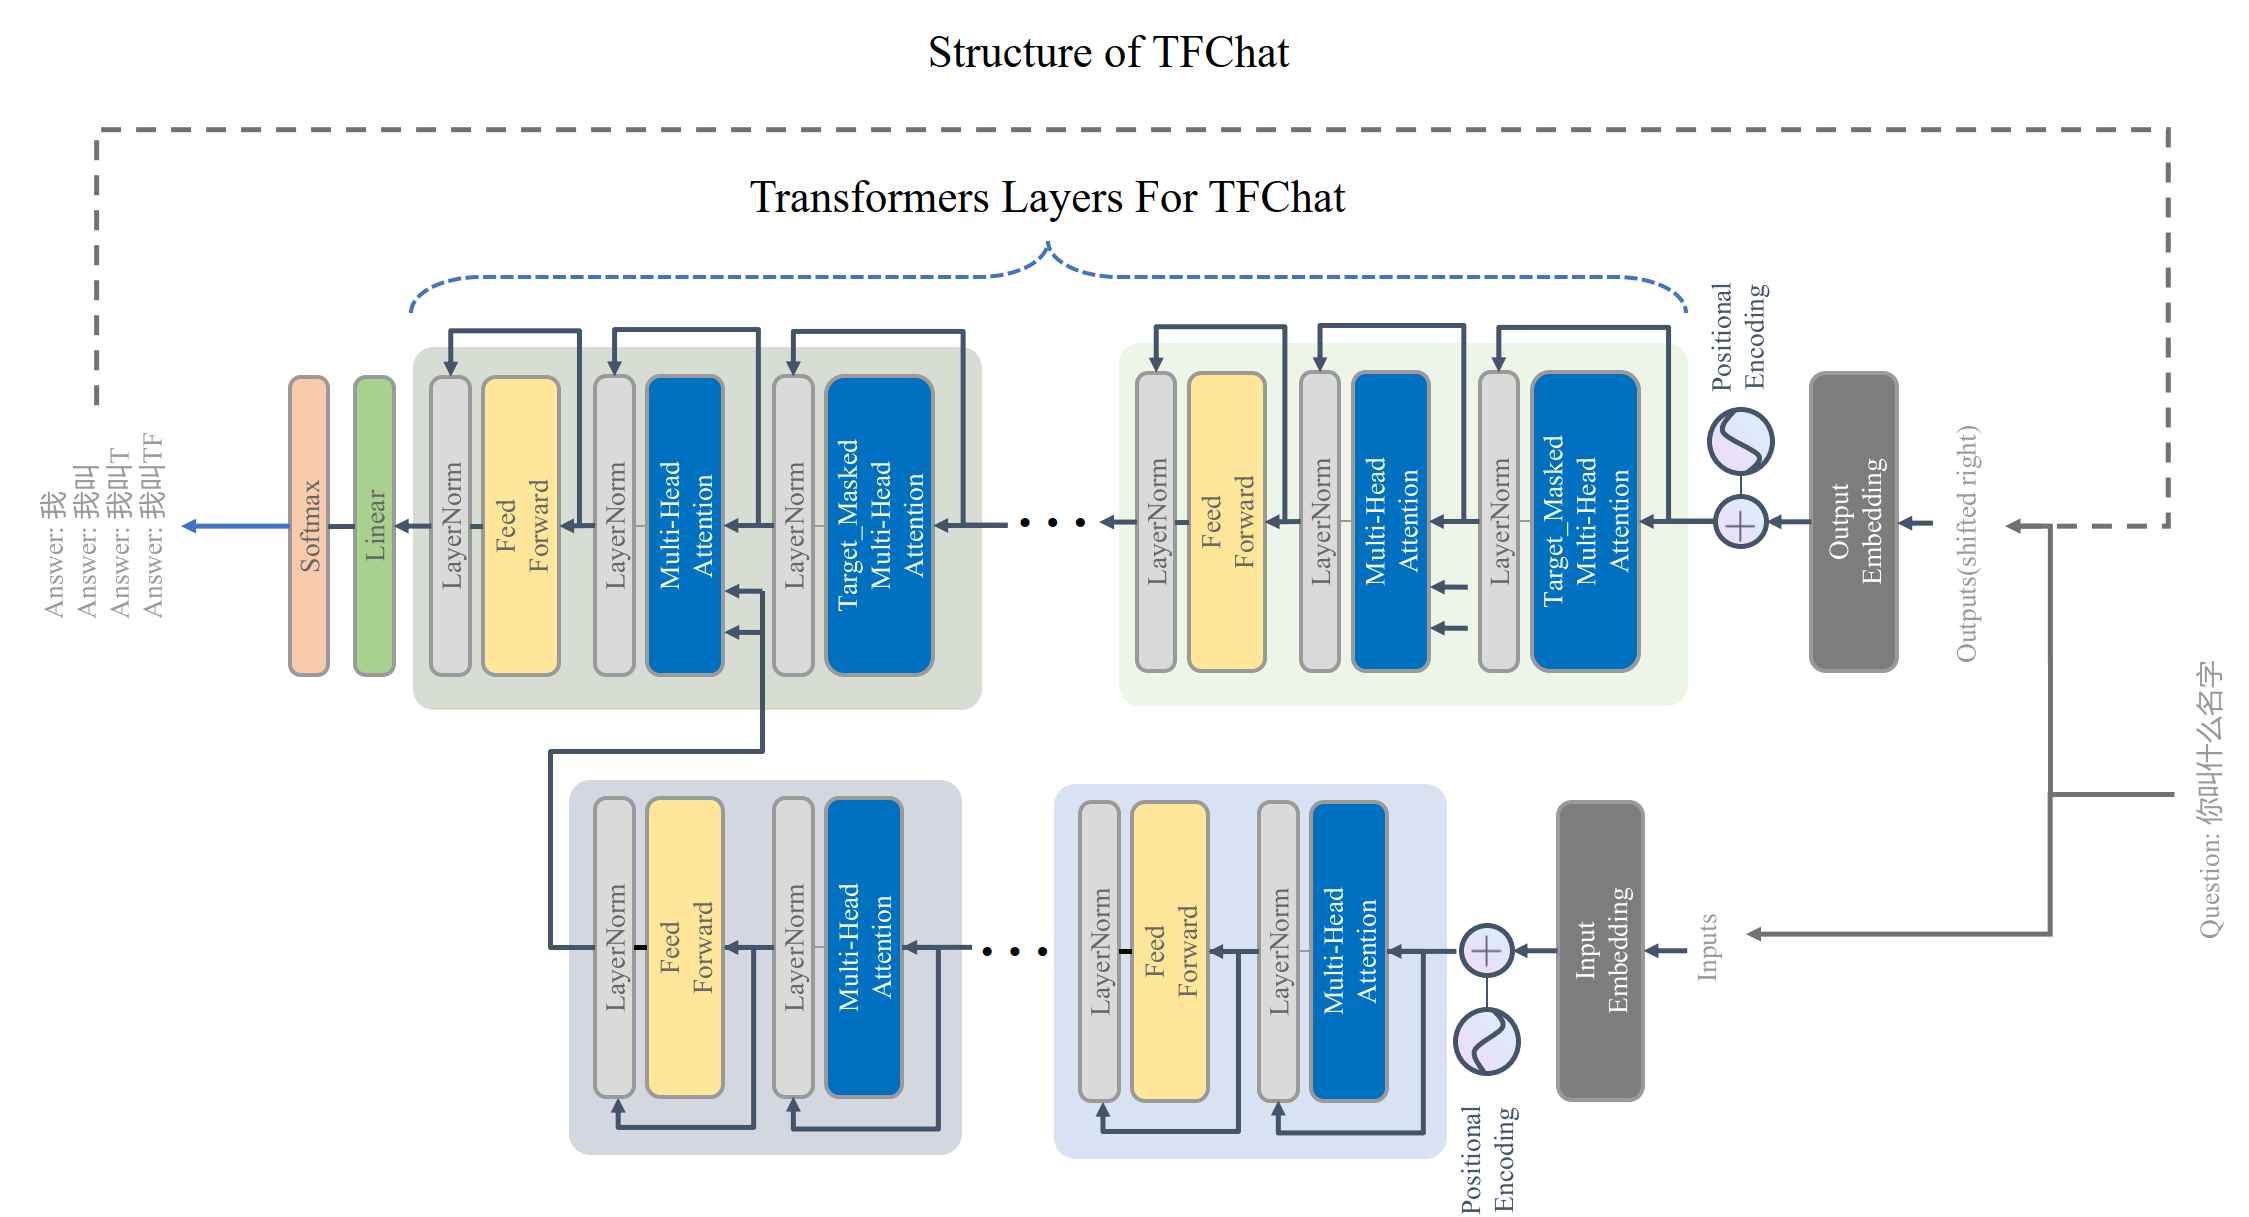 Structure of TFChat
Transformers Layers For TFChat
Answer: 我
Answer: 我叫
Answer: 我叫T
Answer: 我叫TF
Softmax
Linear
LayerNorm
Feed
Forward
LayerNorm
Multi-Head
Attention
LayerNorm
Target_Masked
Multi-Head
Attention
LayerNorm
Feed
Forward
LayerNorm
Multi-Head
Attention
LayerNorm
Target_Masked
Multi-Head
Attention
Positional
Encoding
Output
Embedding
Outputs(shifted right)
Question: 你叫什么名字
LayerNorm
Feed
Forward
LayerNorm
Multi-Head
Attention
LayerNorm
Feed
Forward
LayerNorm
Multi-Head
Attention
Positional
Encoding
Input
Embedding
Inputs